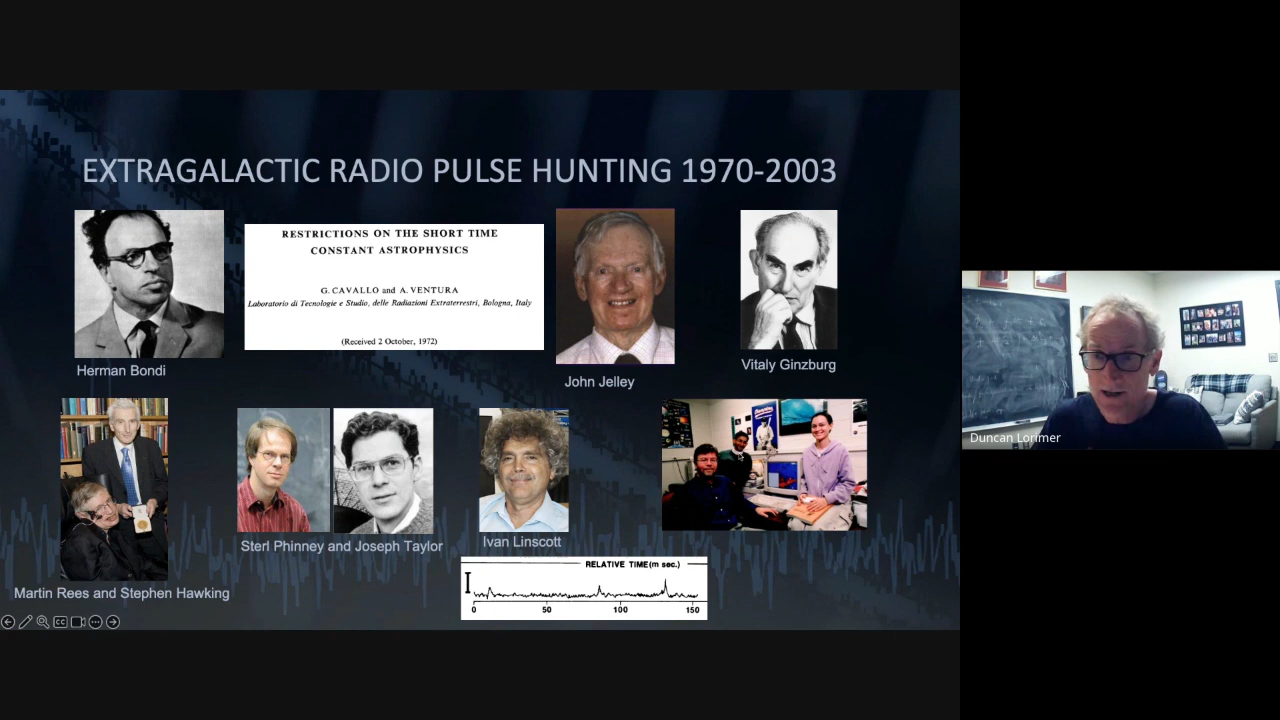 EXTRAGALACTIC RADIO PULSE HUNTING 1970-2003
RESTRICTIONS ON THE SHORT TIME
CONSTANT ASTROPHYSICS
G. CAVALLO and A. VENTURA
Laboratorio di Tecnologie e Studio, delle Radiazioni Extraterrestri, Bologna, Italy
(Received 2 October, 1972)
Herman Bondi
John Jelley
Vitaly Ginzburg
Martin Rees and Stephen Hawking
Sterl Phinney and Joseph Taylor
Ivan Linscott
RELATIVE TIME (m sec.)
I
0 50 100 150
CC
Duncan Lorimer